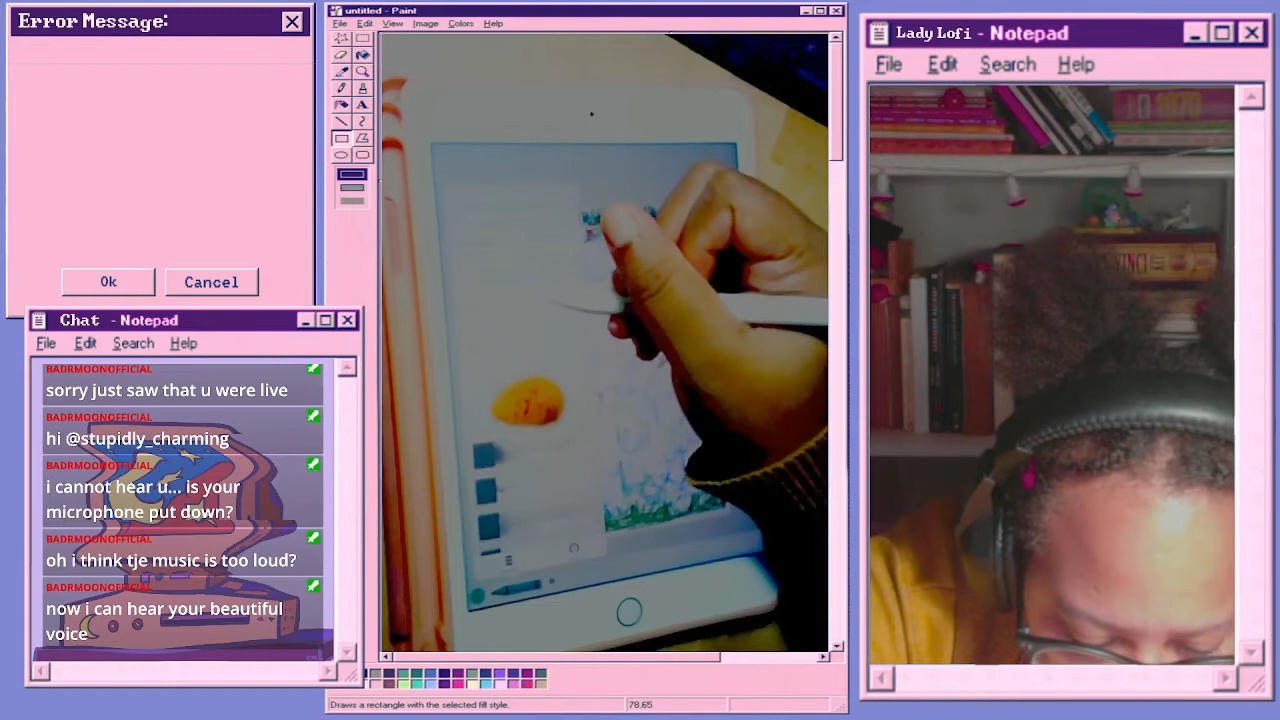 Error Message:
Ok
Cancel
Chat - Notepad
File Edit Search Help
BADRMOONOFFICIAL
sorry just saw that u were live
BADRMOONOFFICIAL
hi @stupidly_charming
BADRMOONOFFICIAL
i cannot hear u... is your
microphone put down?
BADRMOONOFFICIAL
oh i think tje music is too loud?
BADRMOONOFFICIAL
now i can hear your beautiful
voice
untitled - Paint
File Edit View Image Colors Help
A
Draws a rectangle with the selected fill style.
78.65
Lady Lofi - Notepad
File Edit Search Help
1970